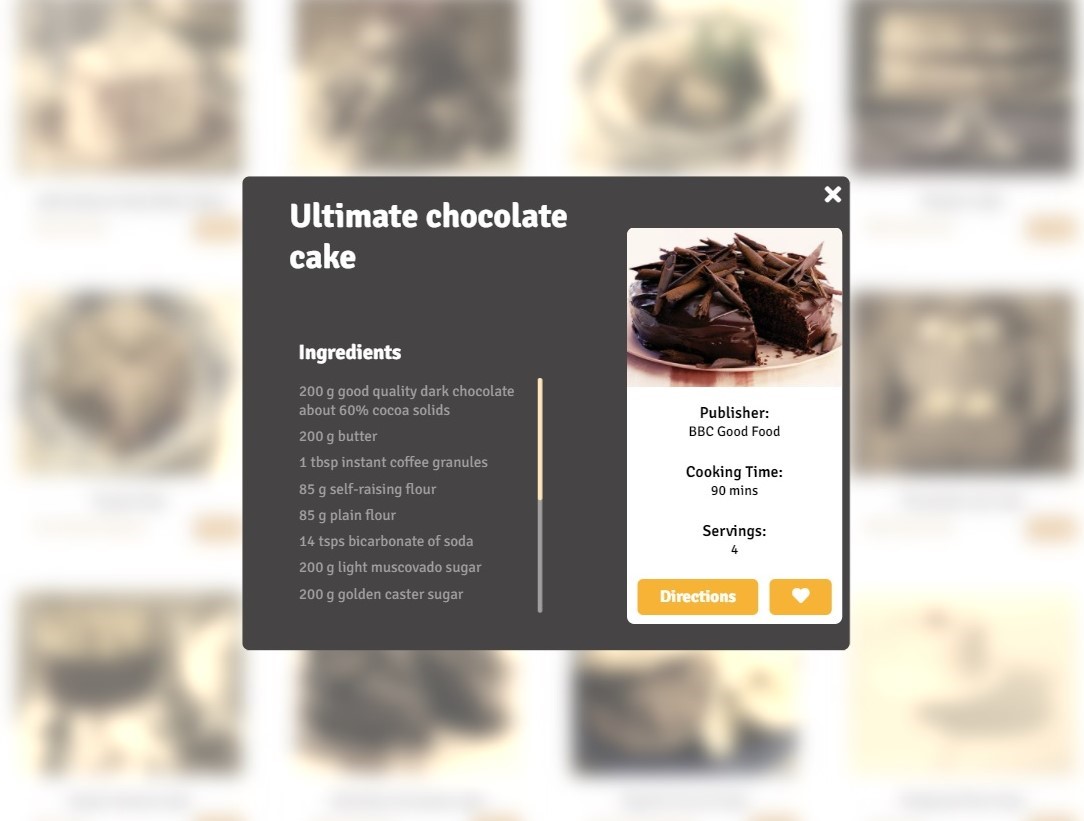 Ultimate chocolate
cake
Ingredients
200 g good quality dark chocolate
about 60% cocoa solids
200 g butter
1 tbsp instant coffee granules
85 g self-raising flour
85 g plain flour
14 tsps bicarbonate of soda
200 g light muscovado sugar
200 g golden caster sugar
Publisher:
BBC Good Food
Cooking Time:
90 mins
Servings:
4
Directions